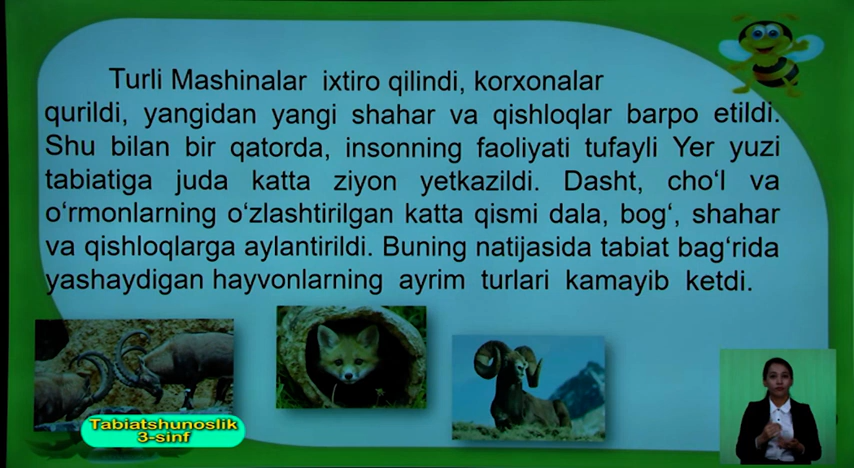 Turli Mashinalar ixtiro qilindi, korxonalar
qurildi, yangidan yangi shahar va qishloqlar barpo etildi.
Shu bilan bir qatorda, insonning faoliyati tufayli Yer yuzi
tabiatiga juda katta ziyon yetkazildi. Dasht, cho‘l va
o‘rmonlarning o‘zlashtirilgan katta qismi dala, bog‘, shahar
va qishloqlarga aylantirildi. Buning natijasida tabiat bag‘rida
yashaydigan hayvonlarning ayrim turlari kamayib ketdi.
Tabiatshunoslik
3-sinf